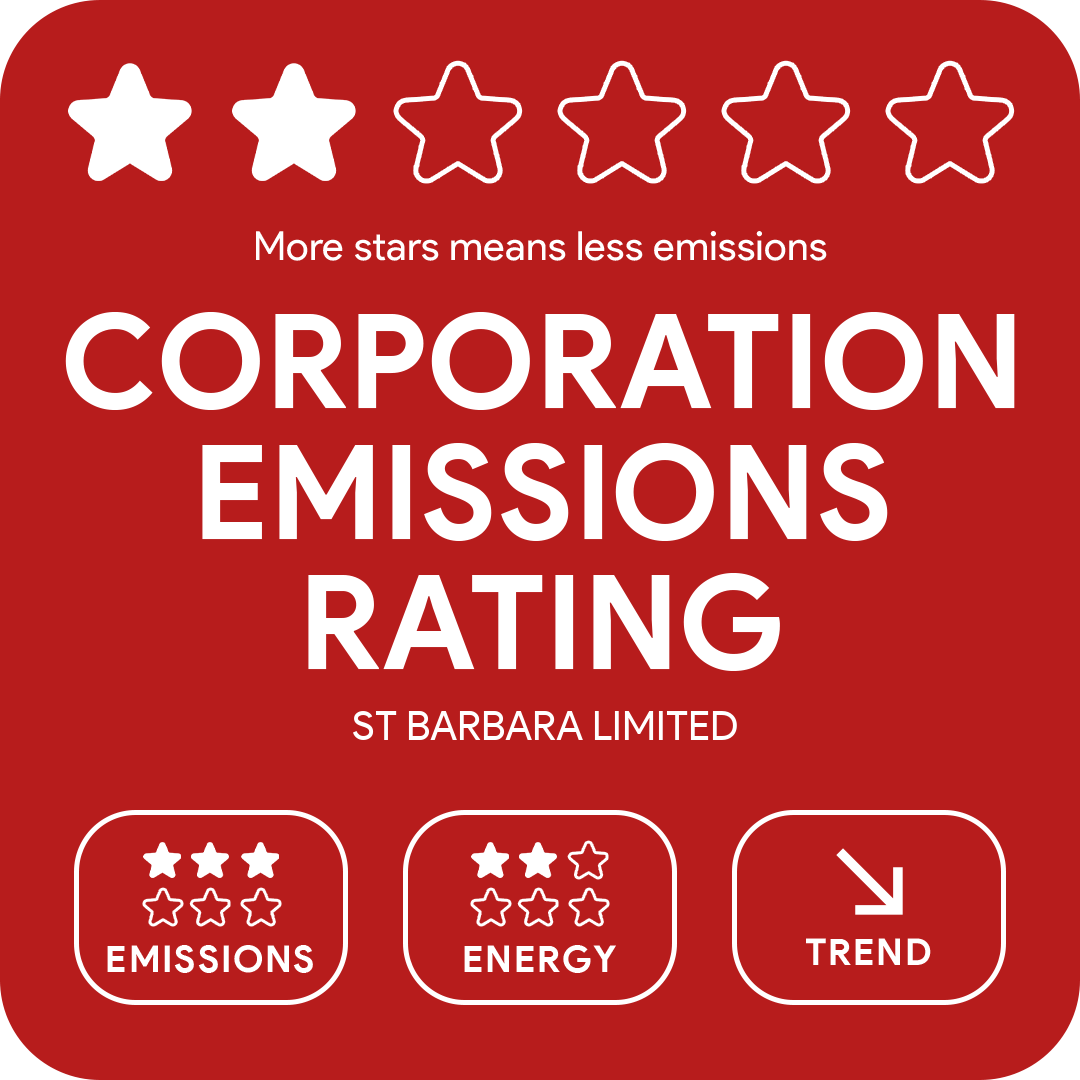 More stars means less emissions
CORPORATION
EMISSIONS
RATING
ST BARBARA LIMITED
EMISSIONS
ENERGY
TREND